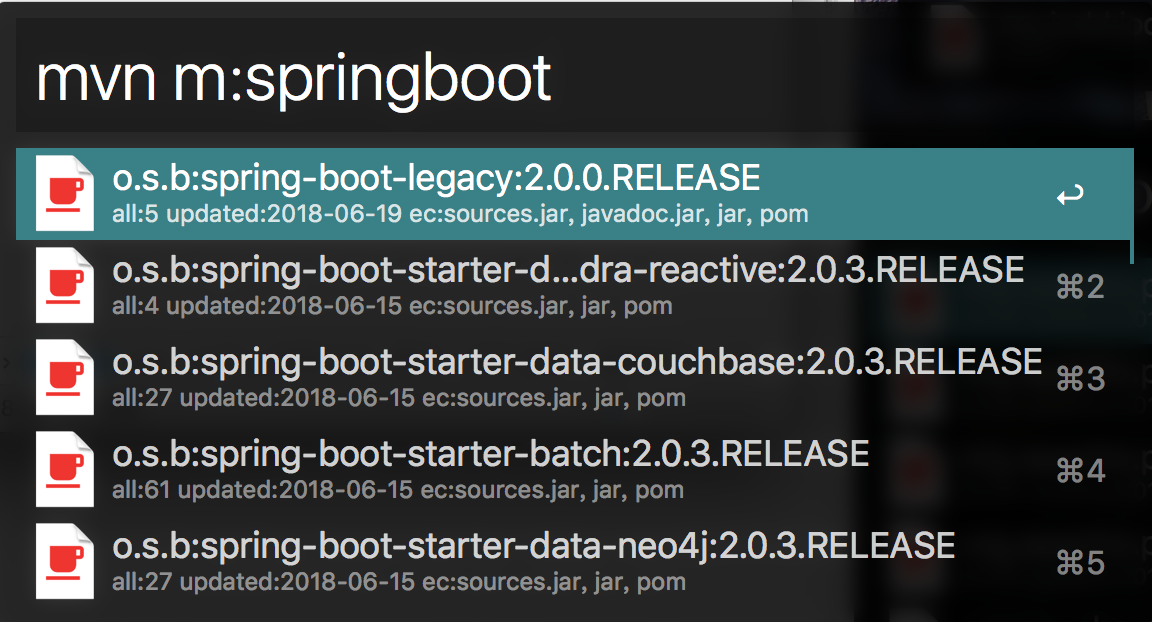 mvn m:springboot
o.s.b:spring-boot-legacy:2.0.0.RELEASE
all:5 updated:2018-06-19 ec:sources.jar, javadoc.jar, jar, pom
o.s.b:spring-boot-starter-d...dra-reactive:2.0.3.RELEASE
⌘2
all:4 updated:2018-06-15 ec:sources.jar, jar, pom
o.s.b:spring-boot-starter-data-couchbase:2.0.3.RELEASE
⌘3
all:27 updated:2018-06-15 ec:sources.jar, jar, pom
o.s.b:spring-boot-starter-batch:2.0.3.RELEASE
⌘4
all:61 updated:2018-06-15 ec:sources.jar, jar, pom
o.s.b:spring-boot-starter-data-neo4j:2.0.3.RELEASE
⌘5
all:27 updated:2018-06-15 ec:sources.jar, jar, pom